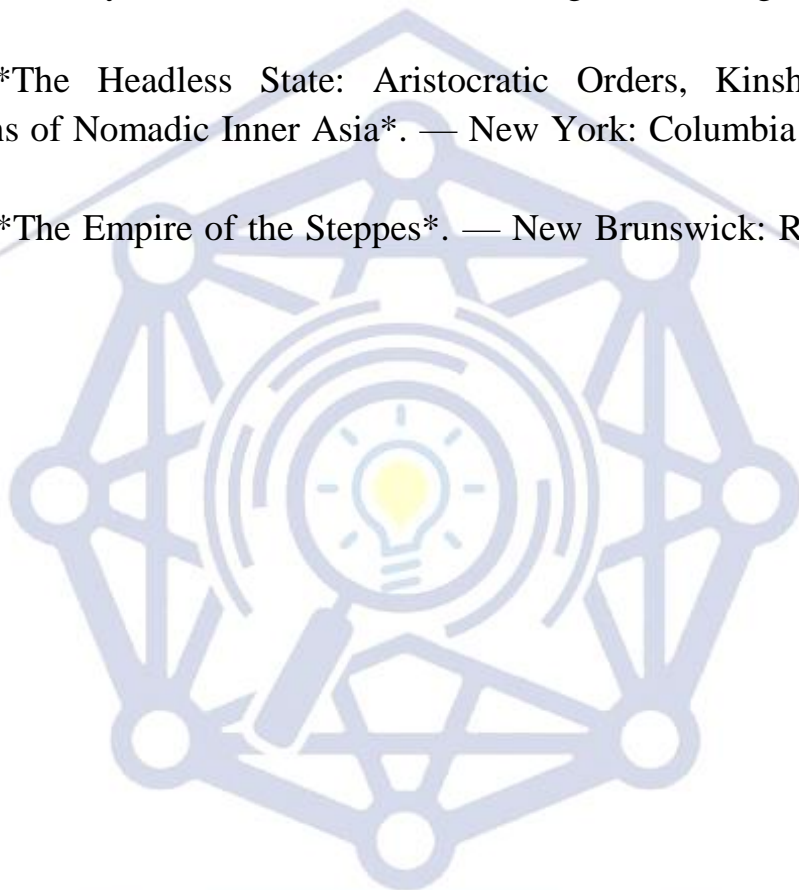 *The Headless State: Aristocratic Orders, Kinsh
ns of Nomadic Inner Asia*. — New York: Columbia
*The Empire of the Steppes*. — New Brunswick: R